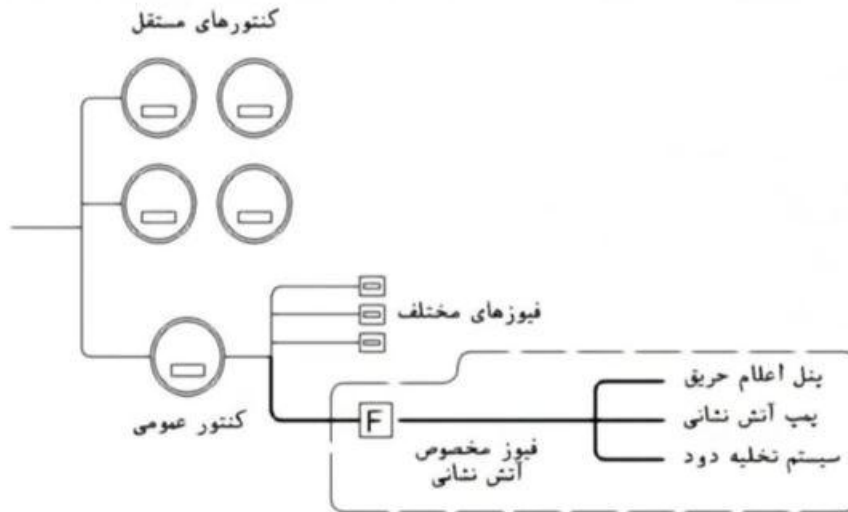 کنتورهای مستقل
فیوزهای مختلف
کنتور عمومی
F
فیوز مخصوص
آتش نشانی
پنل اعلام حریق
پمپ آتش نشانی
سیستم تخلیه دود